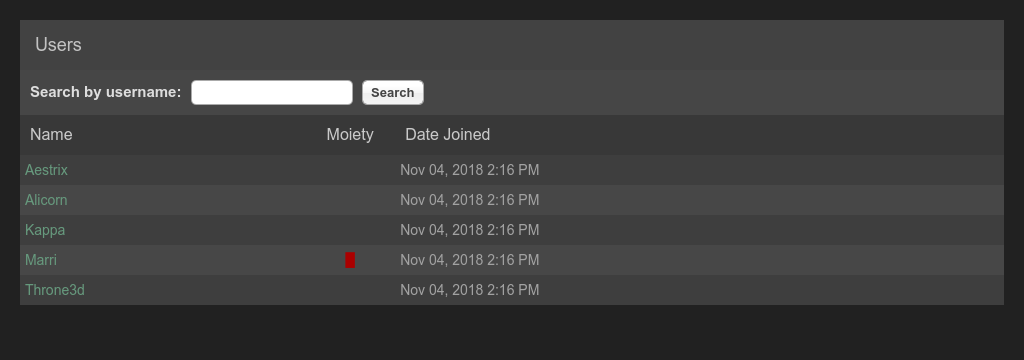 Users
Search by username: Search
Name Moiety Date Joined
Aestrix Nov 04, 2018 2:16 PM
Alicorn Nov 04, 2018 2:16 PM
Kappa Nov 04, 2018 2:16 PM
Marri Nov 04, 2018 2:16 PM
Throne3d Nov 04, 2018 2:16 PM